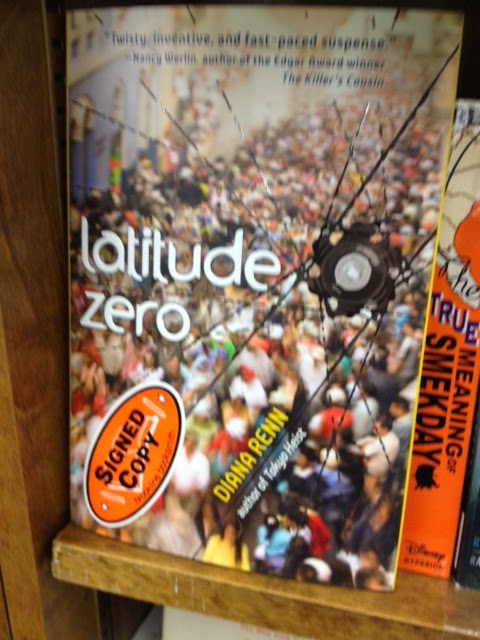 "Twisty, inventive, and fast-paced suspense."
—Nancy Werlin, author of the Edgar Award winner
The Killer's Cousin
latitude
zero
SIGNED
COPY
DIANA RENN
author of Tokyo Heist
The
TRUE
MEANING OF
SMEKDAY
Disney
HYPERION